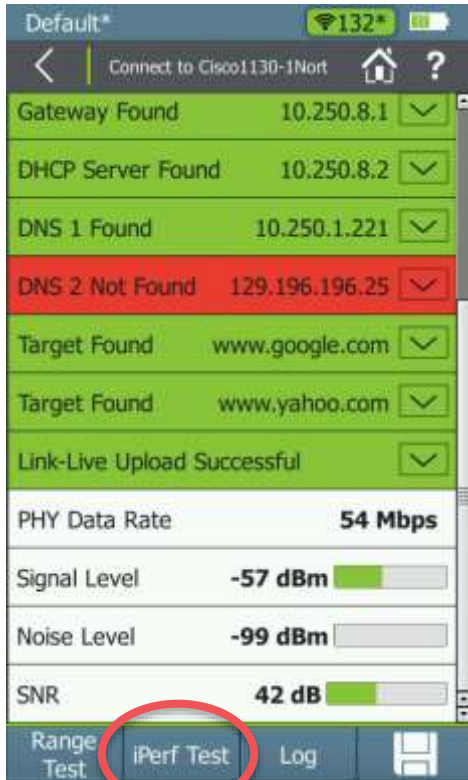 Default*
132*
Connect to Cisco1130-1Nort
?
Gateway Found 10.250.8.1
DHCP Server Found 10.250.8.2
DNS 1 Found 10.250.1.221
DNS 2 Not Found 129.196.196.25
Target Found www.google.com
Target Found www.yahoo.com
Link-Live Upload Successful
PHY Data Rate 54 Mbps
Signal Level -57 dBm
Noise Level -99 dBm
SNR 42 dB
Range
Test
iPerf Test
Log